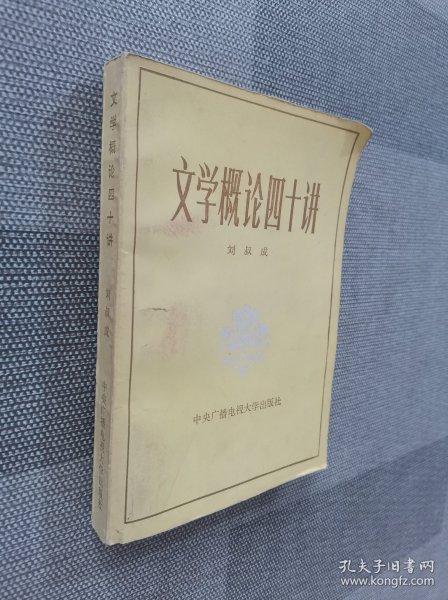 文学概论四十讲
刘叔成
中央广播电视大学出版社
文学概论四十讲
刘叔成
中央广播电视大学出版社
孔夫子旧书网
www.kongfz.com